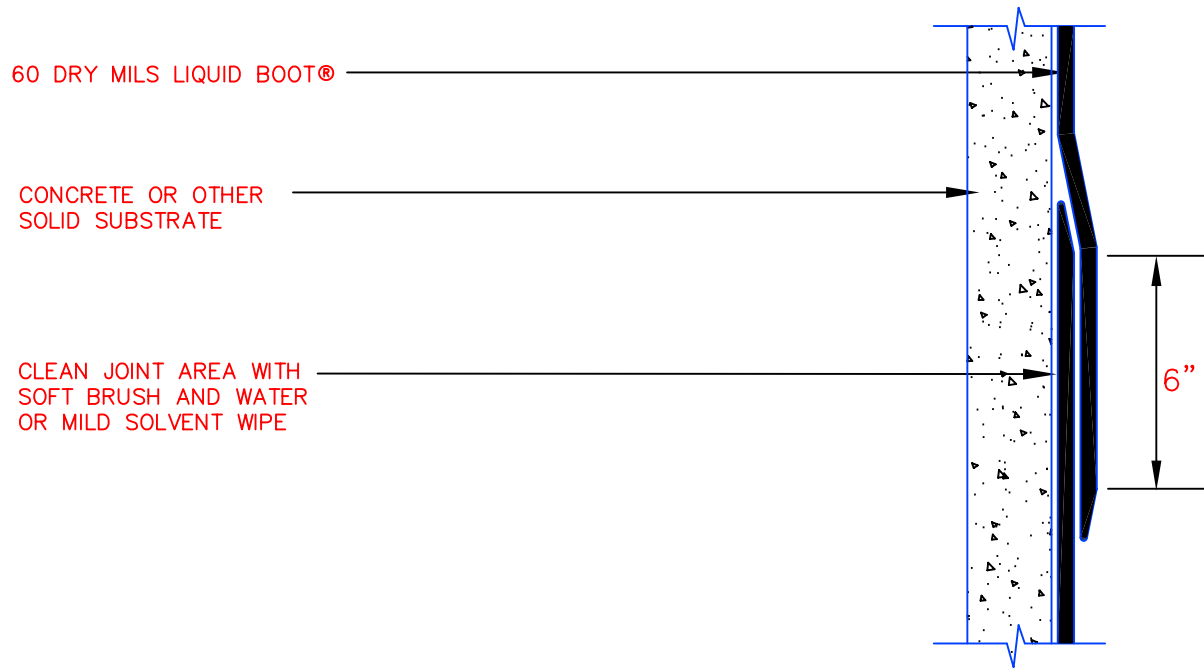 60 DRY MILS LIQUID BOOT®
CONCRETE OR OTHER
SOLID SUBSTRATE
CLEAN JOINT AREA WITH
SOFT BRUSH AND WATER
OR MILD SOLVENT WIPE
6”